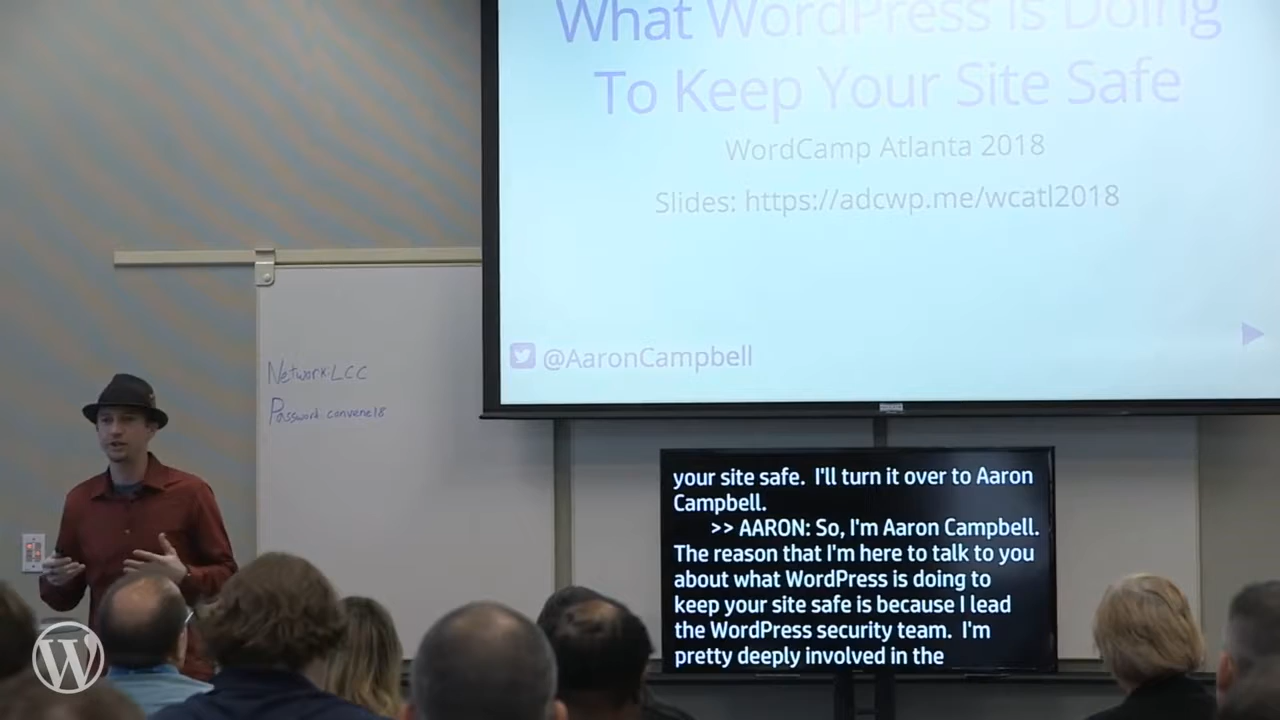 What WordPress is Doing
To Keep Your Site Safe
WordCamp Atlanta 2018
Slides: https://adcwp.me/wcatl2018
@AaronCampbell
Network: LCC
Password: convene18
your site safe. I'll turn it over to Aaron
Campbell.
>> AARON: So, I'm Aaron Campbell.
The reason that I'm here to talk to you
about what WordPress is doing to
keep your site safe is because I lead
the WordPress security team. I'm
pretty deeply involved in the
W